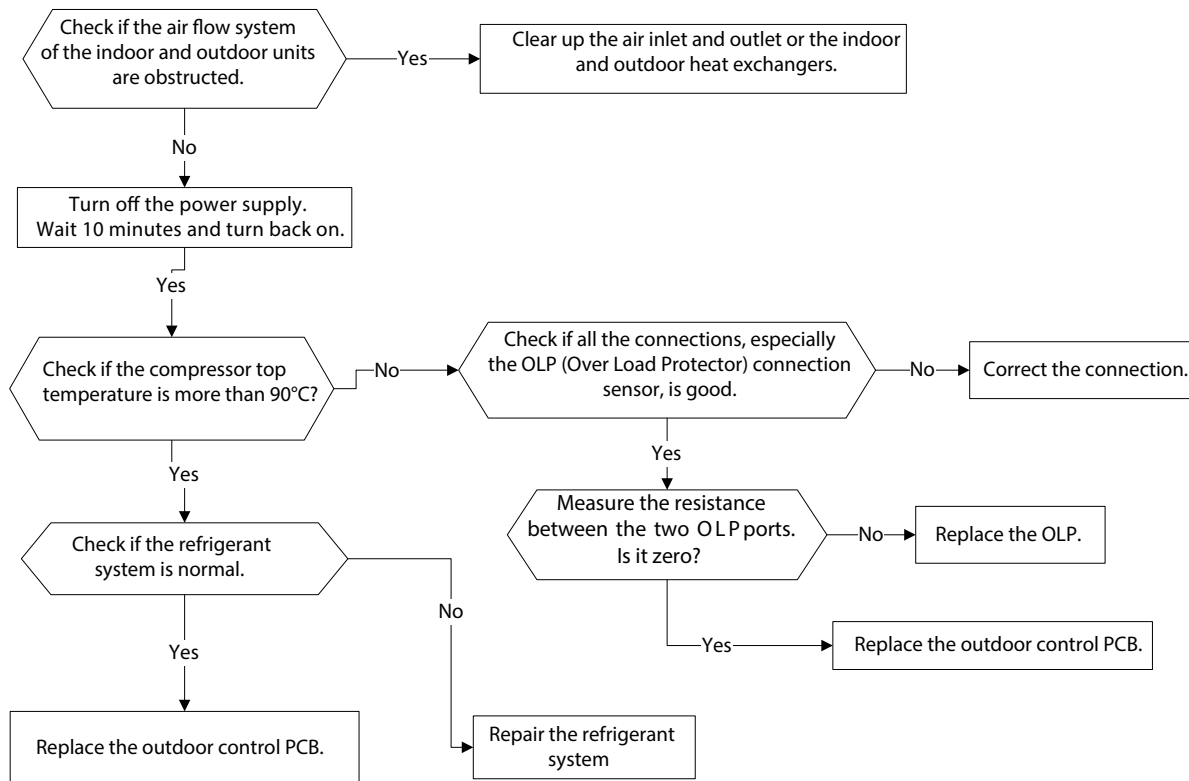 Check if the air flow system
of the indoor and outdoor units
are obstructed.
Yes
Clear up the air inlet and outlet or the indoor
and outdoor heat exchangers.
No
Turn off the power supply.
Wait 10 minutes and turn back on.
Yes
Check if the compressor top
temperature is more than 90°C?
No
Check if all the connections, especially
the OLP (Over Load Protector) connection
sensor, is good.
No
Correct the connection.
Yes
Yes
Measure the resistance
between the two OLP ports.
Is it zero?
No
Replace the OLP.
Check if the refrigerant
system is normal.
No
Yes
Replace the outdoor control PCB.
Yes
Replace the outdoor control PCB.
Repair the refrigerant
system